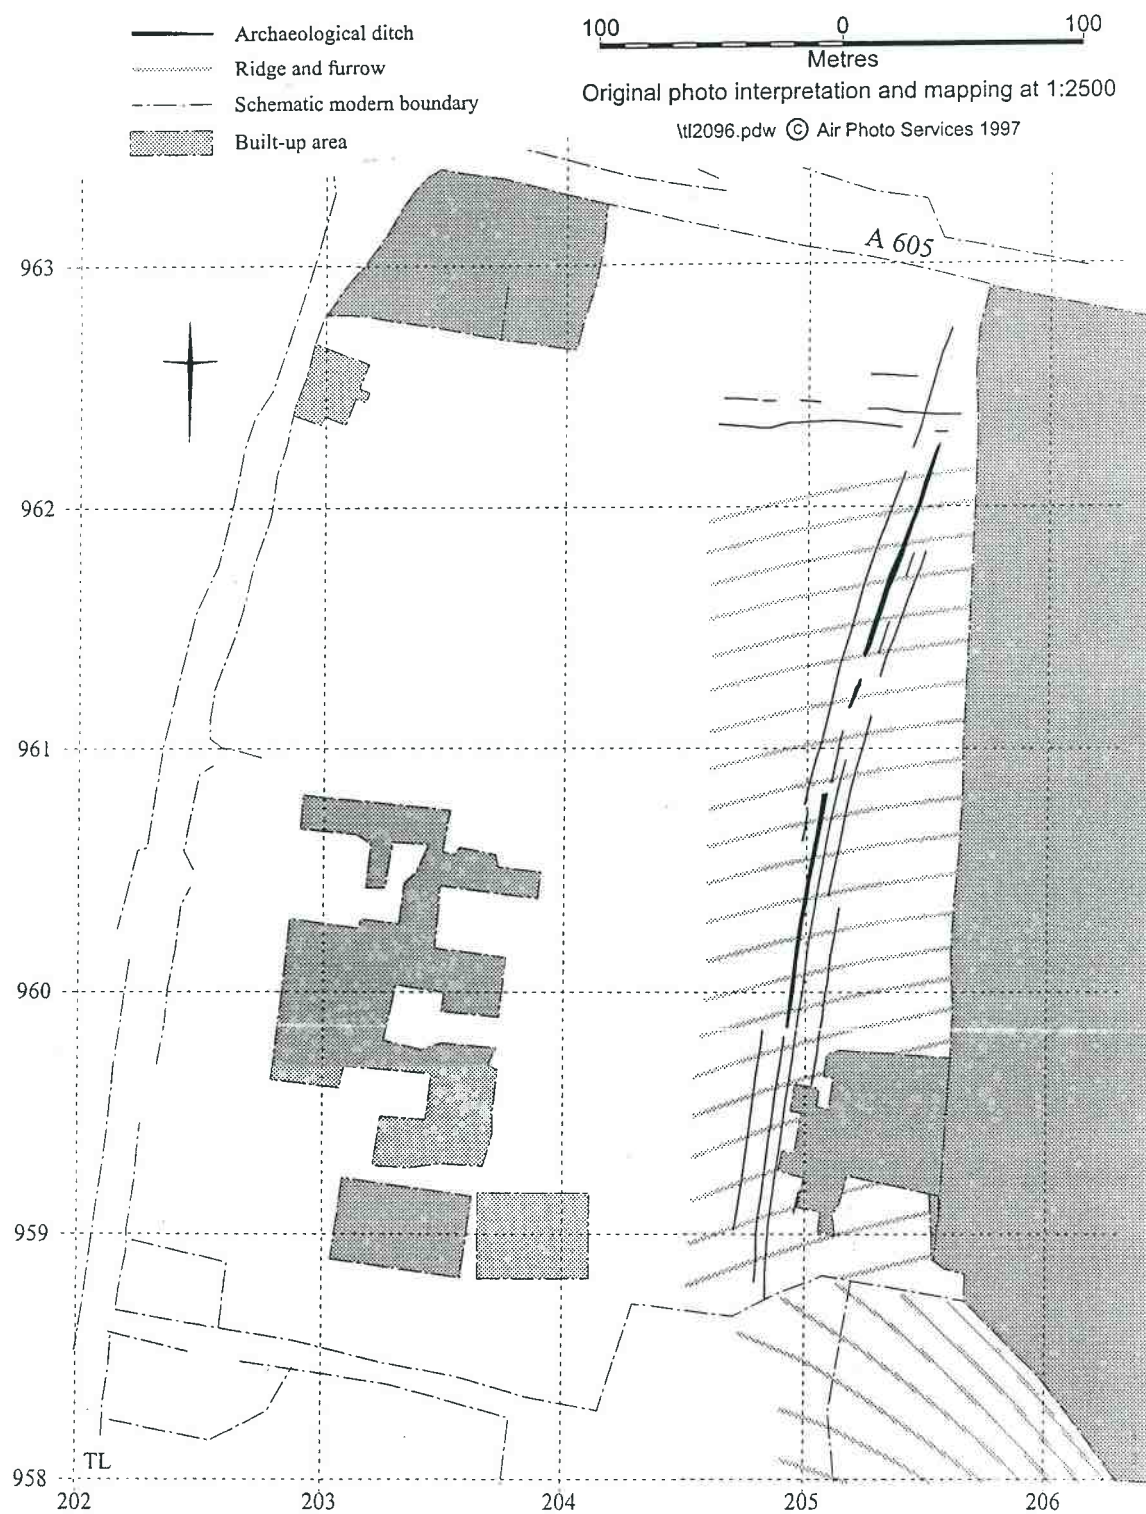 Archaeological ditch
Ridge and furrow
Schematic modern boundary
Built-up area
100 0 100
Metres
Original photo interpretation and mapping at 1:2500
\tl2096.pdw © Air Photo Services 1997
A 605
963
962
961
960
959
958
TL
202 203 204 205 206